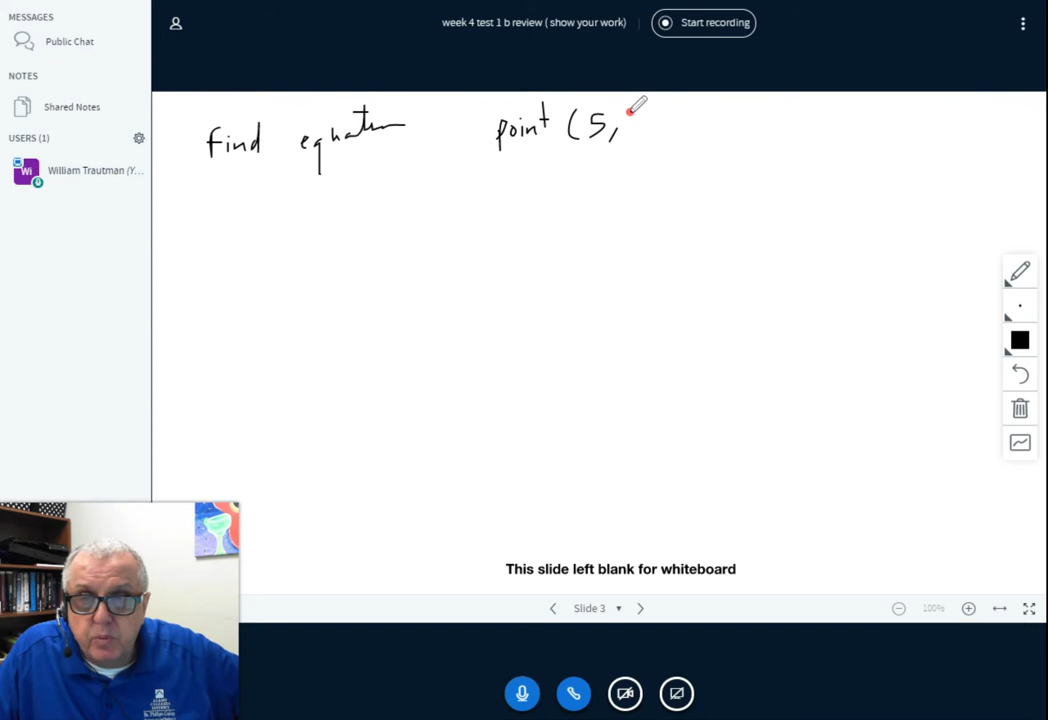 MESSAGES
Public Chat
NOTES
Shared Notes
USERS (1)
Wi
William Trautman (Y...
week 4 test 1 b review ( show your work)
Start recording
find equation point (5,
This slide left blank for whiteboard
Slide 3
100%